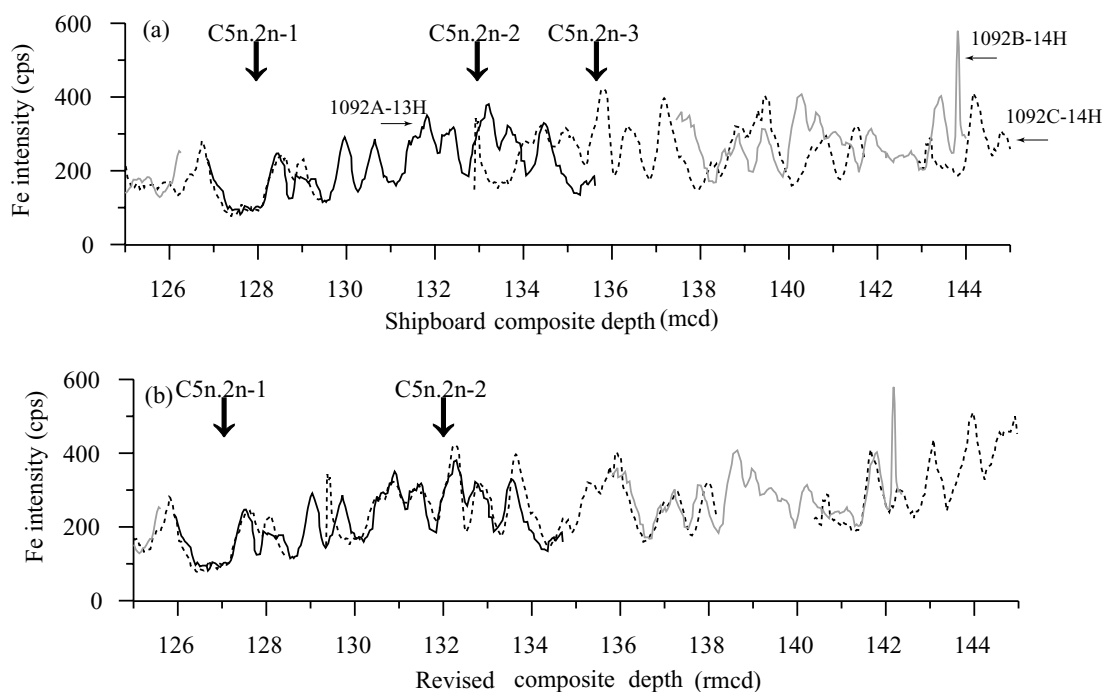 (a)
C5n.2n-1 C5n.2n-2 C5n.2n-3
1092B-14H
1092A-13H
1092C-14H
Fe intensity (cps)
600
400
200
0
126 128 130 132 134 136 138 140 142 144
Shipboard composite depth (mcd)
(b)
C5n.2n-1 C5n.2n-2
Fe intensity (cps)
600
400
200
0
126 128 130 132 134 136 138 140 142 144
Revised composite depth (rmcd)